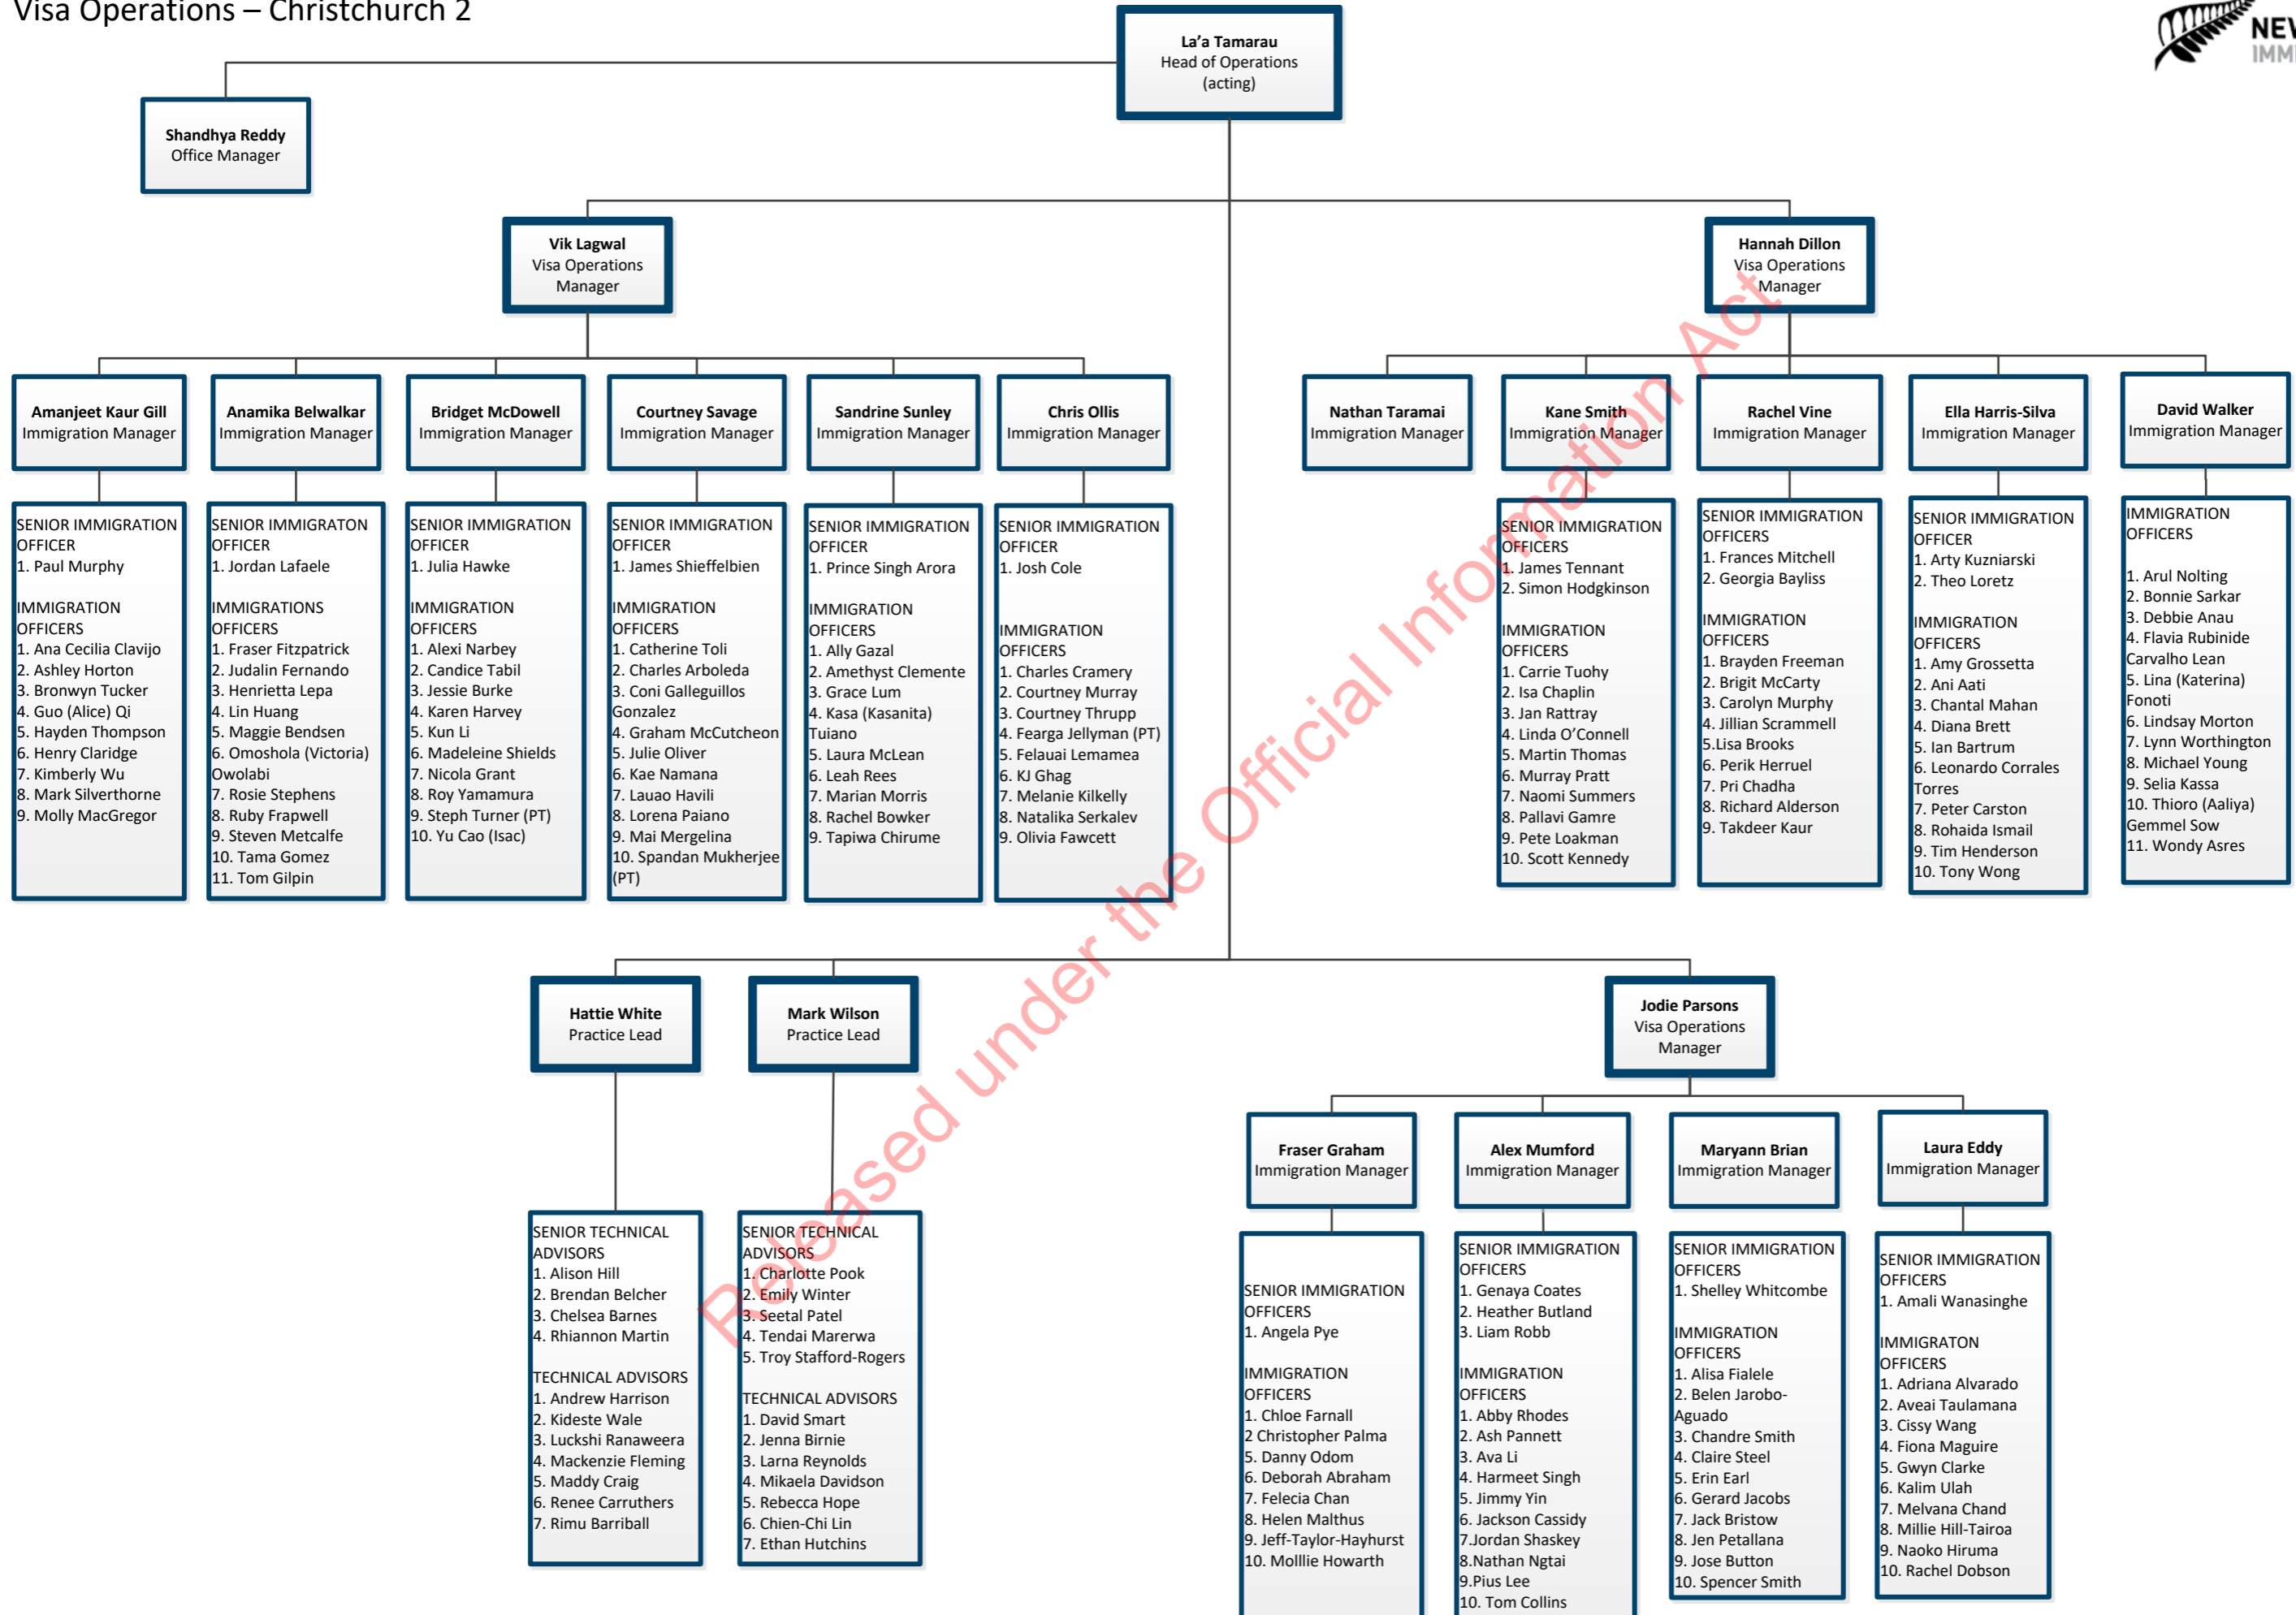 Visa Operations – Christchurch 2
La’a Tamarau
Head of Operations
(acting)
NEW
IMMI
Shandhya Reddy
Office Manager
Vik Lagwal
Visa Operations
Manager
Hannah Dillon
Visa Operations
Manager
Amanjeet Kaur Gill
Immigration Manager
Anamika Belwalkar
Immigration Manager
Bridget McDowell
Immigration Manager
Courtney Savage
Immigration Manager
Sandrine Sunley
Immigration Manager
Chris Ollis
Immigration Manager
Nathan Taramai
Immigration Manager
Kane Smith
Immigration Manager
Rachel Vine
Immigration Manager
Ella Harris-Silva
Immigration Manager
David Walker
Immigration Manager
SENIOR IMMIGRATION
OFFICER
1. Paul Murphy
IMMIGRATION
OFFICERS
1. Ana Cecilia Clavijo
2. Ashley Horton
3. Bronwyn Tucker
4. Guo (Alice) Qi
5. Hayden Thompson
6. Henry Claridge
7. Kimberly Wu
8. Mark Silverthorne
9. Molly MacGregor
SENIOR IMMIGRATON
OFFICER
1. Jordan Lafaele
IMMIGRATIONS
OFFICERS
1. Fraser Fitzpatrick
2. Judalin Fernando
3. Henrietta Lepa
4. Lin Huang
5. Maggie Bendsen
6. Omoshola (Victoria)
Owolabi
7. Rosie Stephens
8. Ruby Frapwell
9. Steven Metcalfe
10. Tama Gomez
11. Tom Gilpin
SENIOR IMMIGRATION
OFFICER
1. Julia Hawke
IMMIGRATION
OFFICERS
1. Alexi Narbey
2. Candice Tabil
3. Jessie Burke
4. Karen Harvey
5. Kun Li
6. Madeleine Shields
7. Nicola Grant
8. Roy Yamamura
9. Steph Turner (PT)
10. Yu Cao (Isac)
SENIOR IMMIGRATION
OFFICER
1. James Shieffelbien
IMMIGRATION
OFFICERS
1. Catherine Toli
2. Charles Arboleda
3. Coni Galleguillos
Gonzalez
4. Graham McCutcheon
5. Julie Oliver
6. Kae Namana
7. Lauao Havili
8. Lorena Paiano
9. Mai Mergelina
10. Spandan Mukherjee
(PT)
SENIOR IMMIGRATION
OFFICER
1. Prince Singh Arora
IMMIGRATION
OFFICERS
1. Ally Gazal
2. Amethyst Clemente
3. Grace Lum
4. Kasa (Kasanita)
Tuiano
5. Laura McLean
6. Leah Rees
7. Marian Morris
8. Rachel Bowker
9. Tapiwa Chirume
SENIOR IMMIGRATION
OFFICER
1. Josh Cole
IMMIGRATION
OFFICERS
1. Charles Cramery
2. Courtney Murray
3. Courtney Thrupp
4. Fearga Jellyman (PT)
5. Felauai Lemamea
6. KJ Ghag
7. Melanie Kilkelly
8. Natalika Serkalev
9. Olivia Fawcett
SENIOR IMMIGRATION
OFFICERS
1. James Tennant
2. Simon Hodgkinson
IMMIGRATION
OFFICERS
1. Carrie Tuohy
2. Isa Chaplin
3. Jan Rattray
4. Linda O’Connell
5. Martin Thomas
6. Murray Pratt
7. Naomi Summers
8. Pallavi Gamre
9. Pete Loakman
10. Scott Kennedy
SENIOR IMMIGRATION
OFFICERS
1. Frances Mitchell
2. Georgia Bayliss
IMMIGRATION
OFFICERS
1. Brayden Freeman
2. Brigit McCarty
3. Carolyn Murphy
4. Jillian Scrammell
5.Lisa Brooks
6. Perik Herruel
7. Pri Chadha
8. Richard Alderson
9. Takdeer Kaur
SENIOR IMMIGRATION
OFFICER
1. Arty Kuzniarski
2. Theo Loretz
IMMIGRATION
OFFICERS
1. Amy Grossetta
2. Ani Aati
3. Chantal Mahan
4. Diana Brett
5. Ian Bartrum
6. Leonardo Corrales
Torres
7. Peter Carston
8. Rohaida Ismail
9. Tim Henderson
10. Tony Wong
IMMIGRATION
OFFICERS
1. Arul Nolting
2. Bonnie Sarkar
3. Debbie Anau
4. Flavia Rubinide
Carvalho Lean
5. Lina (Katerina)
Fonoti
6. Lindsay Morton
7. Lynn Worthington
8. Michael Young
9. Selia Kassa
10. Thioro (Aaliya)
Gemmel Sow
11. Wondy Asres
Released under the Official Information Act
Hattie White
Practice Lead
Mark Wilson
Practice Lead
Jodie Parsons
Visa Operations
Manager
Fraser Graham
Immigration Manager
Alex Mumford
Immigration Manager
Maryann Brian
Immigration Manager
Laura Eddy
Immigration Manager
SENIOR TECHNICAL
ADVISORS
1. Alison Hill
2. Brendan Belcher
3. Chelsea Barnes
4. Rhiannon Martin
TECHNICAL ADVISORS
1. Andrew Harrison
2. Kideste Wale
3. Luckshi Ranaweera
4. Mackenzie Fleming
5. Maddy Craig
6. Renee Carruthers
7. Rimu Barriball
SENIOR TECHNICAL
ADVISORS
1. Charlotte Pook
2. Emily Winter
3. Seetal Patel
4. Tendai Marerwa
5. Troy Stafford-Rogers
TECHNICAL ADVISORS
1. David Smart
2. Jenna Birnie
3. Larna Reynolds
4. Mikaela Davidson
5. Rebecca Hope
6. Chien-Chi Lin
7. Ethan Hutchins
SENIOR IMMIGRATION
OFFICERS
1. Angela Pye
IMMIGRATION
OFFICERS
1. Chloe Farnall
2 Christopher Palma
5. Danny Odom
6. Deborah Abraham
7. Felecia Chan
8. Helen Malthus
9. Jeff-Taylor-Hayhurst
10. Molllie Howarth
SENIOR IMMIGRATION
OFFICERS
1. Genaya Coates
2. Heather Butland
3. Liam Robb
IMMIGRATION
OFFICERS
1. Abby Rhodes
2. Ash Pannett
3. Ava Li
4. Harmeet Singh
5. Jimmy Yin
6. Jackson Cassidy
7.Jordan Shaskey
8.Nathan Ngtai
9.Pius Lee
10. Tom Collins
SENIOR IMMIGRATION
OFFICERS
1. Shelley Whitcombe
IMMIGRATION
OFFICERS
1. Alisa Fialele
2. Belen Jarobo-
Aguado
3. Chandre Smith
4. Claire Steel
5. Erin Earl
6. Gerard Jacobs
7. Jack Bristow
8. Jen Petallana
9. Jose Button
10. Spencer Smith
SENIOR IMMIGRATION
OFFICERS
1. Amali Wanasinghe
IMMIGRATON
OFFICERS
1. Adriana Alvarado
2. Aveai Taulamana
3. Cissy Wang
4. Fiona Maguire
5. Gwyn Clarke
6. Kalim Ulah
7. Melvana Chand
8. Millie Hill-Tairoa
9. Naoko Hiruma
10. Rachel Dobson